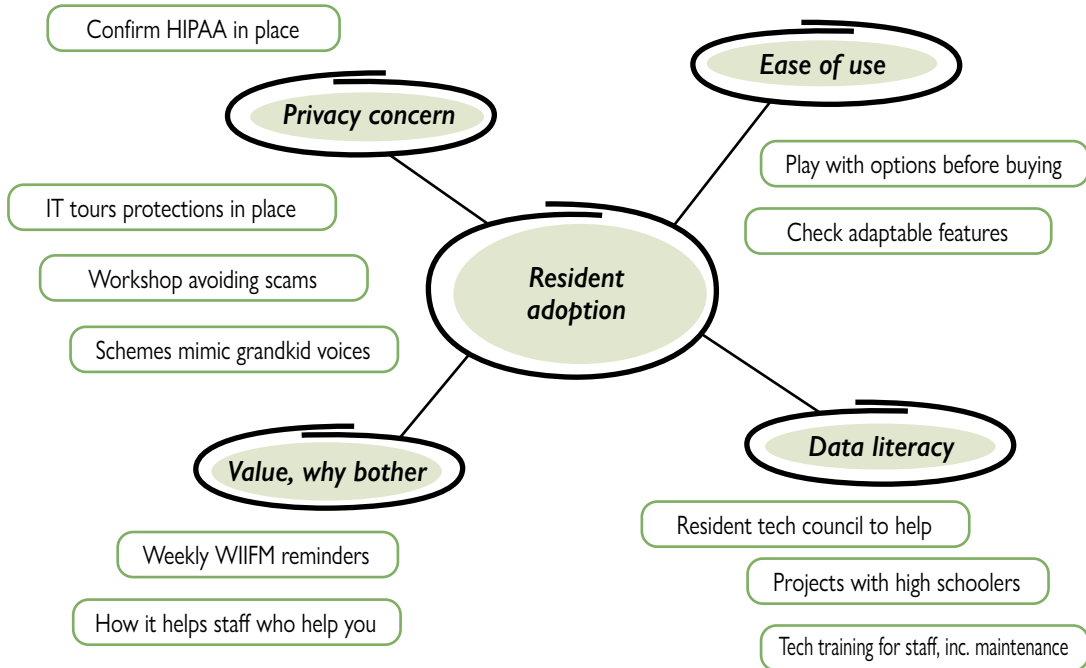 Confirm HIPAA in place
Privacy concern
IT tours protections in place
Workshop avoiding scams
Schemes mimic grandkid voices
Ease of use
Play with options before buying
Check adaptable features
Resident
adoption
Value, why bother
Weekly WIIFM reminders
How it helps staff who help you
Data literacy
Resident tech council to help
Projects with high schoolers
Tech training for staff, inc. maintenance